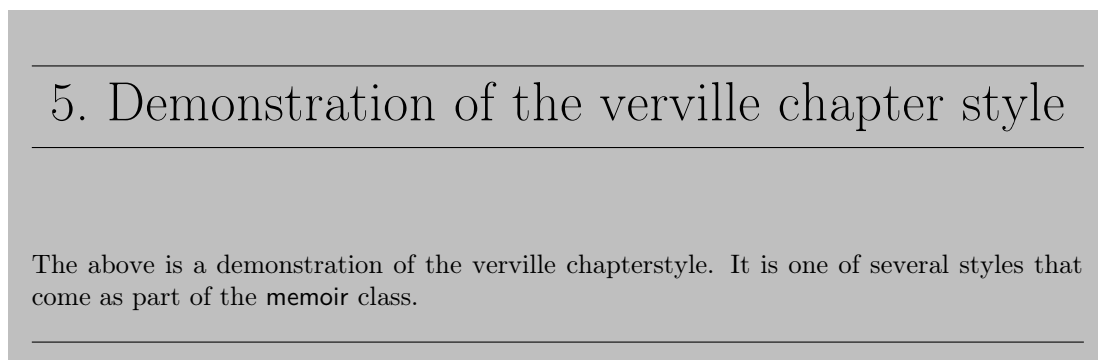 5. Demonstration of the verville chapter style
The above is a demonstration of the verville chapterstyle. It is one of several styles that
come as part of the memoir class.